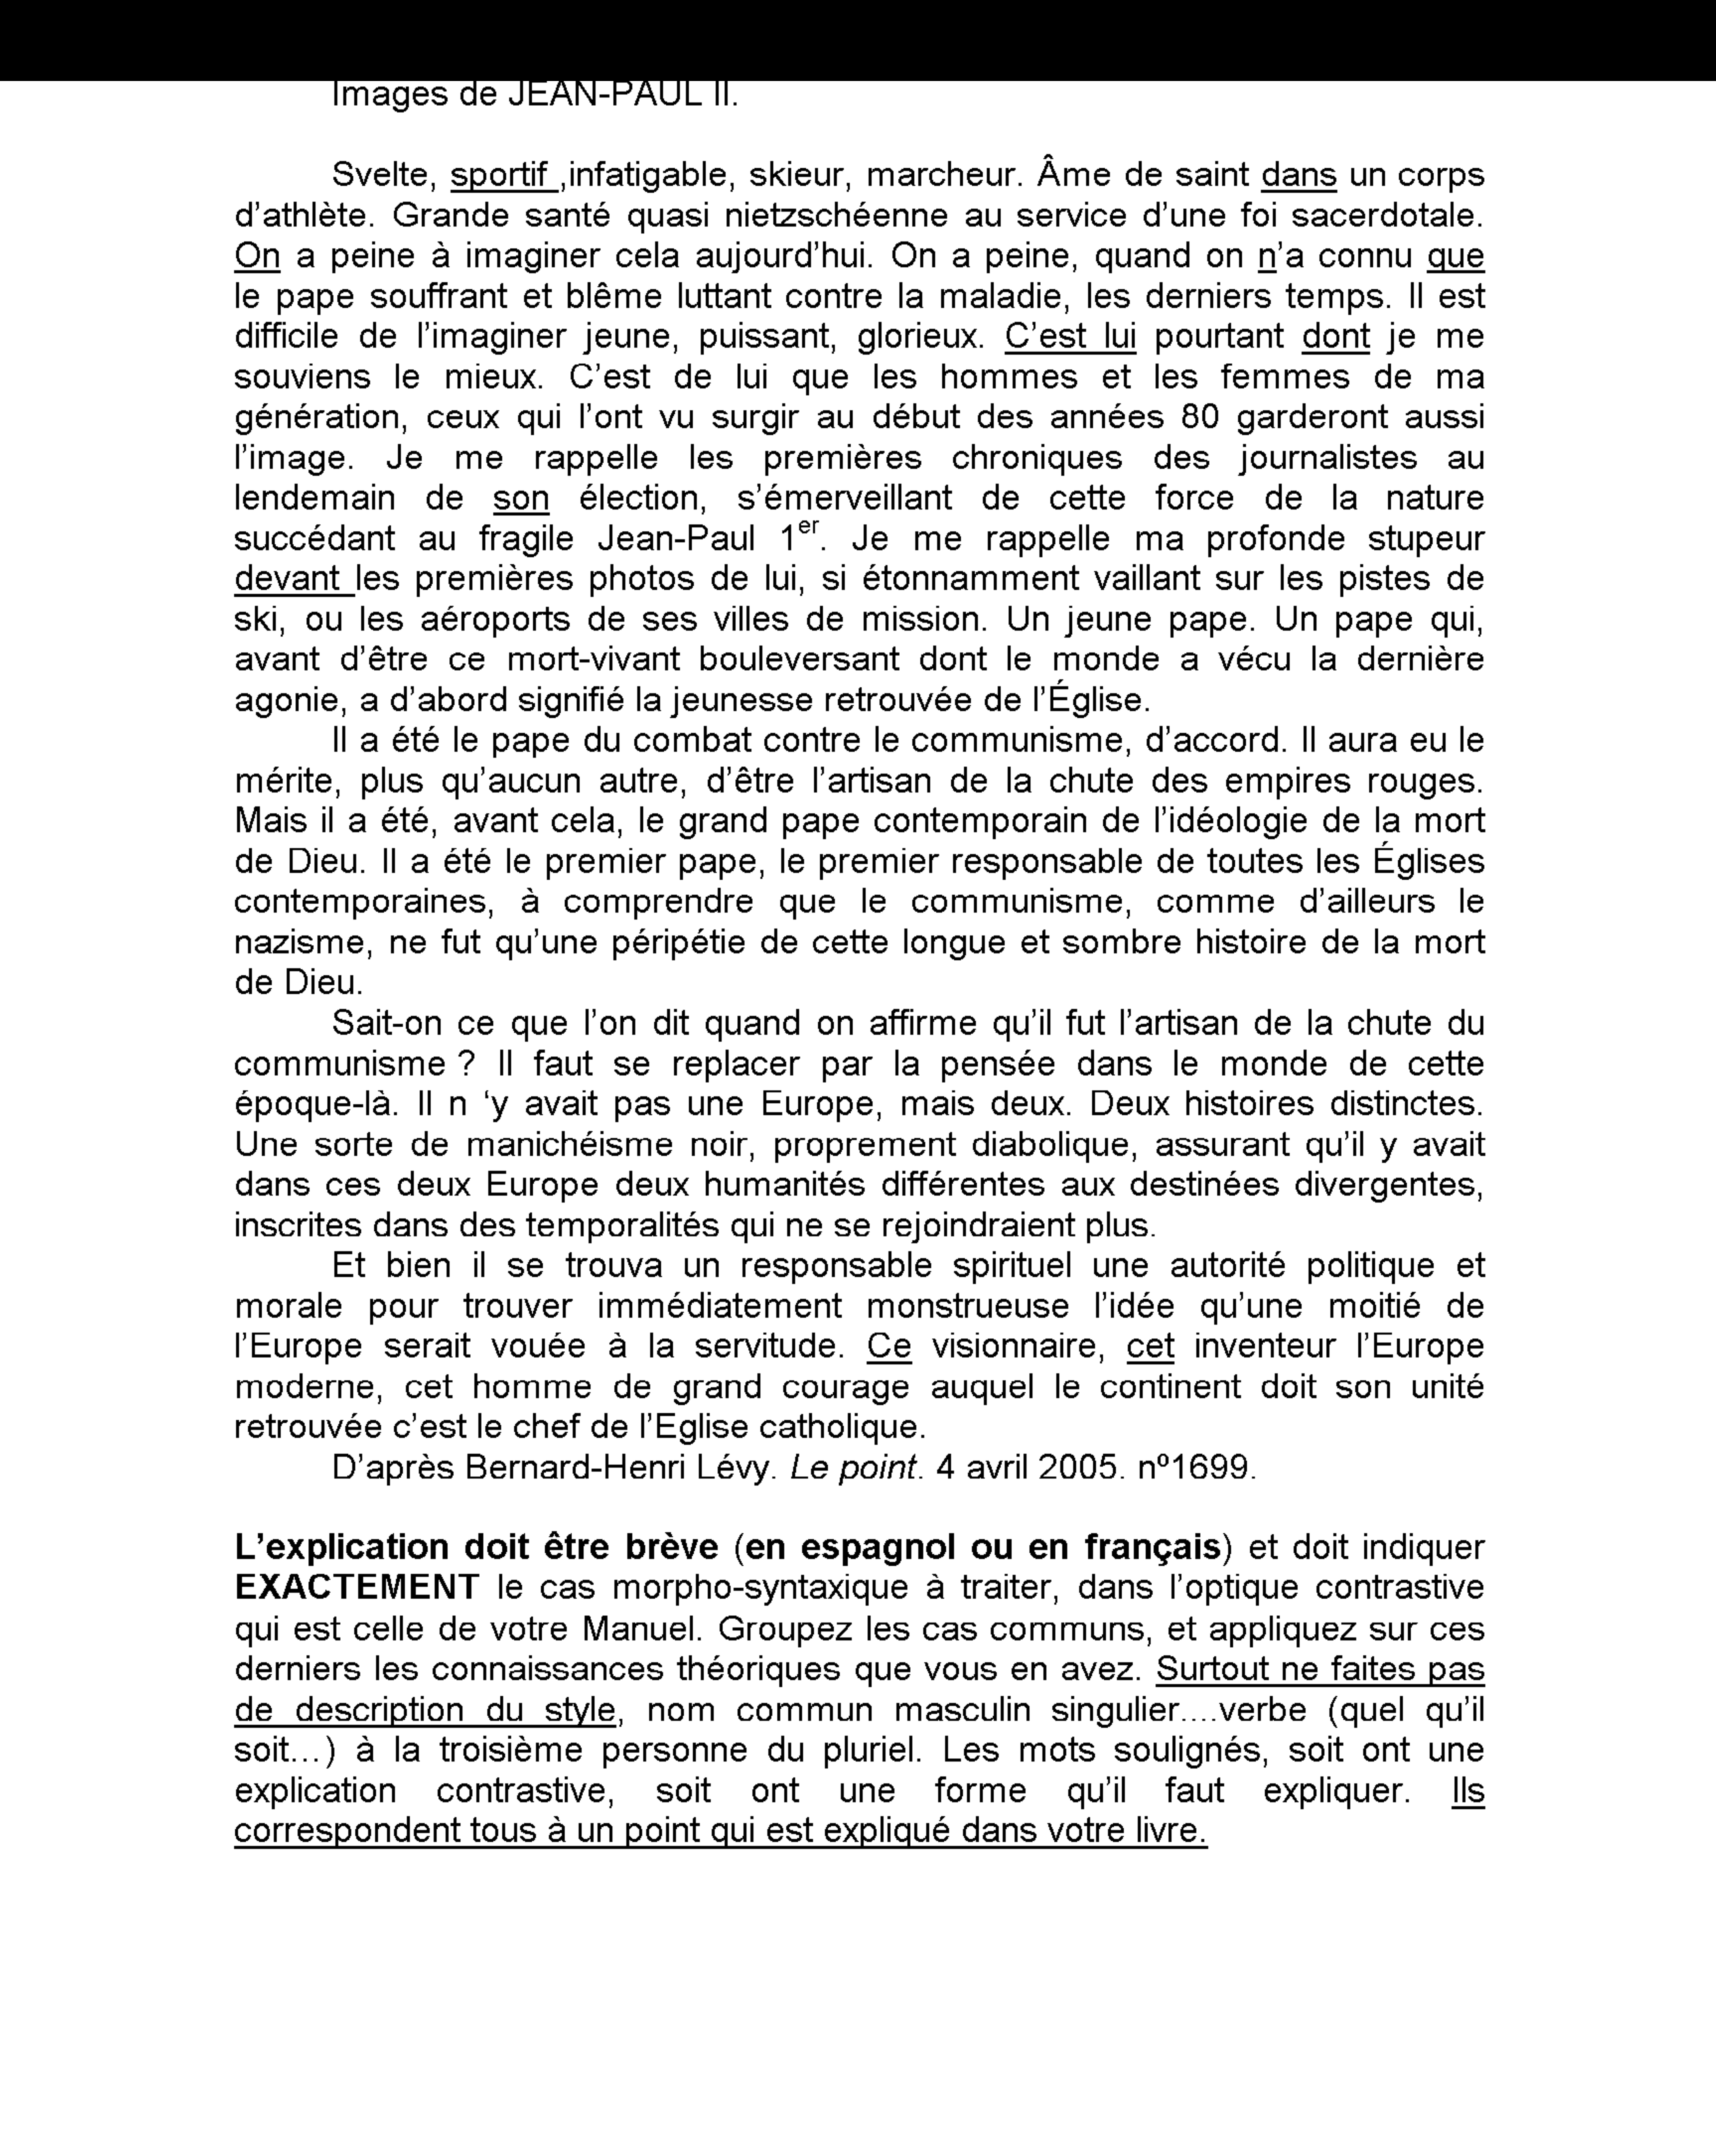 Images de JEAN-PAUL II.
Svelte, sportif ,infatigable, skieur, marcheur. Âme de saint dans un corps
d’athlète. Grande santé quasi nietzschéenne au service d’une foi sacerdotale.
On a peine à imaginer cela aujourd’hui. On a peine, quand on n’a connu que
le pape souffrant et blême luttant contre la maladie, les derniers temps. Il est
difficile de l’imaginer jeune, puissant, glorieux. C’est lui pourtant dont je me
souviens le mieux. C’est de lui que les hommes et les femmes de ma
génération, ceux qui l’ont vu surgir au début des années 80 garderont aussi
l’image. Je me rappelle les premières chroniques des journalistes au
lendemain de son élection, s’émerveillant de cette force de la nature
succédant au fragile Jean-Paul 1er. Je me rappelle ma profonde stupeur
devant les premières photos de lui, si étonnamment vaillant sur les pistes de
ski, ou les aéroports de ses villes de mission. Un jeune pape. Un pape qui,
avant d’être ce mort-vivant bouleversant dont le monde a vécu la dernière
agonie, a d’abord signifié la jeunesse retrouvée de l’Église.
Il a été le pape du combat contre le communisme, d’accord. Il aura eu le
mérite, plus qu’aucun autre, d’être l’artisan de la chute des empires rouges.
Mais il a été, avant cela, le grand pape contemporain de l’idéologie de la mort
de Dieu. Il a été le premier pape, le premier responsable de toutes les Églises
contemporaines, à comprendre que le communisme, comme d’ailleurs le
nazisme, ne fut qu’une péripétie de cette longue et sombre histoire de la mort
de Dieu.
Sait-on ce que l’on dit quand on affirme qu’il fut l’artisan de la chute du
communisme ? Il faut se replacer par la pensée dans le monde de cette
époque-là. Il n ‘y avait pas une Europe, mais deux. Deux histoires distinctes.
Une sorte de manichéisme noir, proprement diabolique, assurant qu’il y avait
dans ces deux Europe deux humanités différentes aux destinées divergentes,
inscrites dans des temporalités qui ne se rejoindraient plus.
Et bien il se trouva un responsable spirituel une autorité politique et
morale pour trouver immédiatement monstrueuse l’idée qu’une moitié de
l’Europe serait vouée à la servitude. Ce visionnaire, cet inventeur l’Europe
moderne, cet homme de grand courage auquel le continent doit son unité
retrouvée c’est le chef de l’Eglise catholique.
D’après Bernard-Henri Lévy. Le point. 4 avril 2005. nº1699.
L’explication doit être brève (en espagnol ou en français) et doit indiquer
EXACTEMENT le cas morpho-syntaxique à traiter, dans l’optique contrastive
qui est celle de votre Manuel. Groupez les cas communs, et appliquez sur ces
derniers les connaissances théoriques que vous en avez. Surtout ne faites pas
de description du style, nom commun masculin singulier....verbe (quel qu’il
soit...) à la troisième personne du pluriel. Les mots soulignés, soit ont une
explication contrastive, soit ont une forme qu’il faut expliquer. Ils
correspondent tous à un point qui est expliqué dans votre livre.